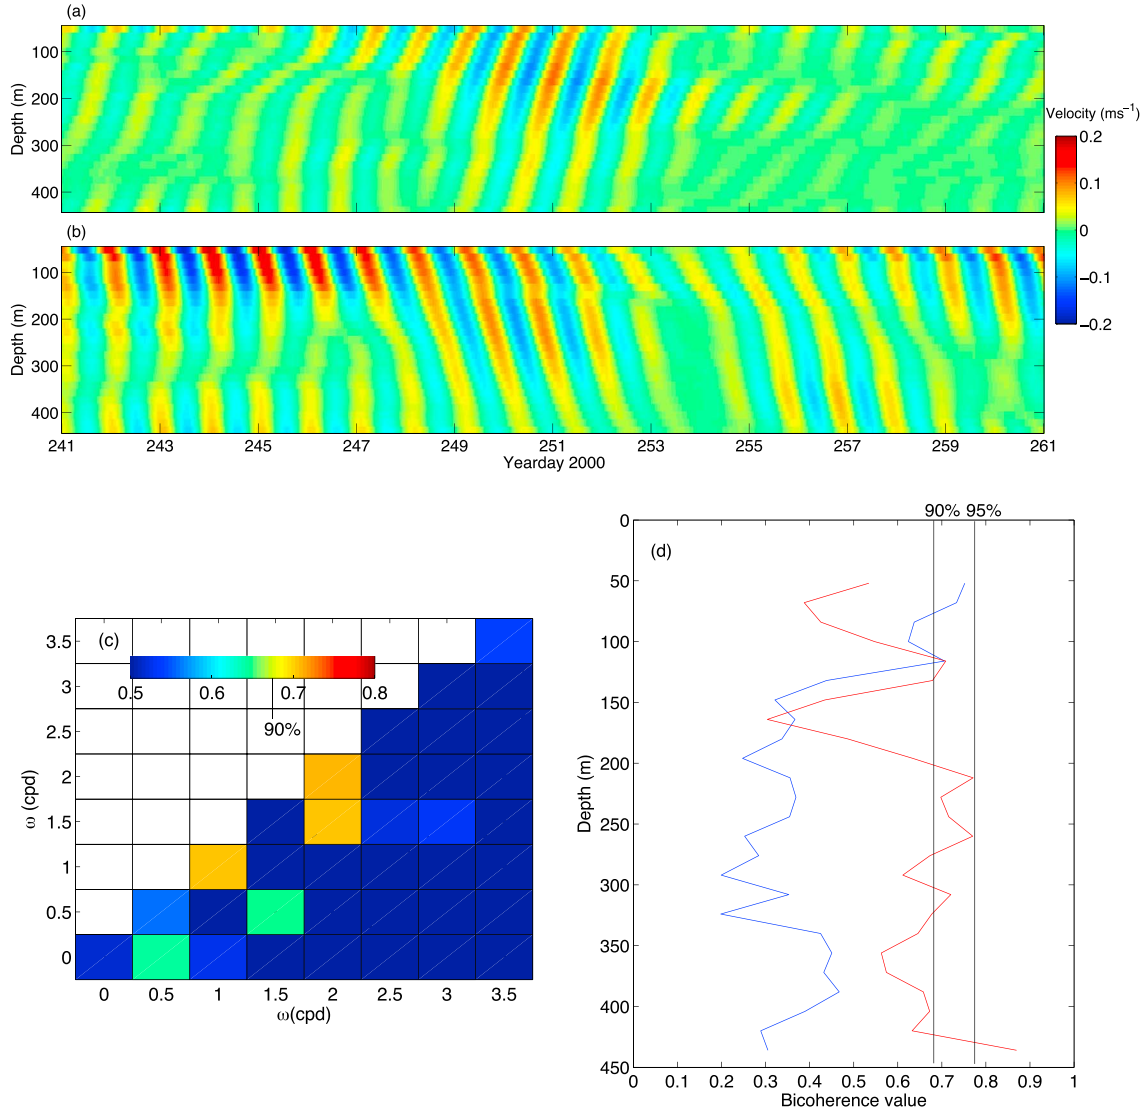 (a)
100
200
300
400
Depth (m)
Velocity (ms⁻¹)
0.2
0.1
0
−0.1
−0.2
(b)
100
200
300
400
Depth (m)
241 243 245 247 249 251 253 255 257 259 261
Yearday 2000
(c)
3.5
3
2.5
2
1.5
1
0.5
0
ω (cpd)
0.5 0.6 0.7 0.8
90%
0 0.5 1 1.5 2 2.5 3 3.5
ω(cpd)
90% 95%
(d)
0
50
100
150
200
250
300
350
400
450
Depth (m)
0 0.1 0.2 0.3 0.4 0.5 0.6 0.7 0.8 0.9 1
Bicoherence value